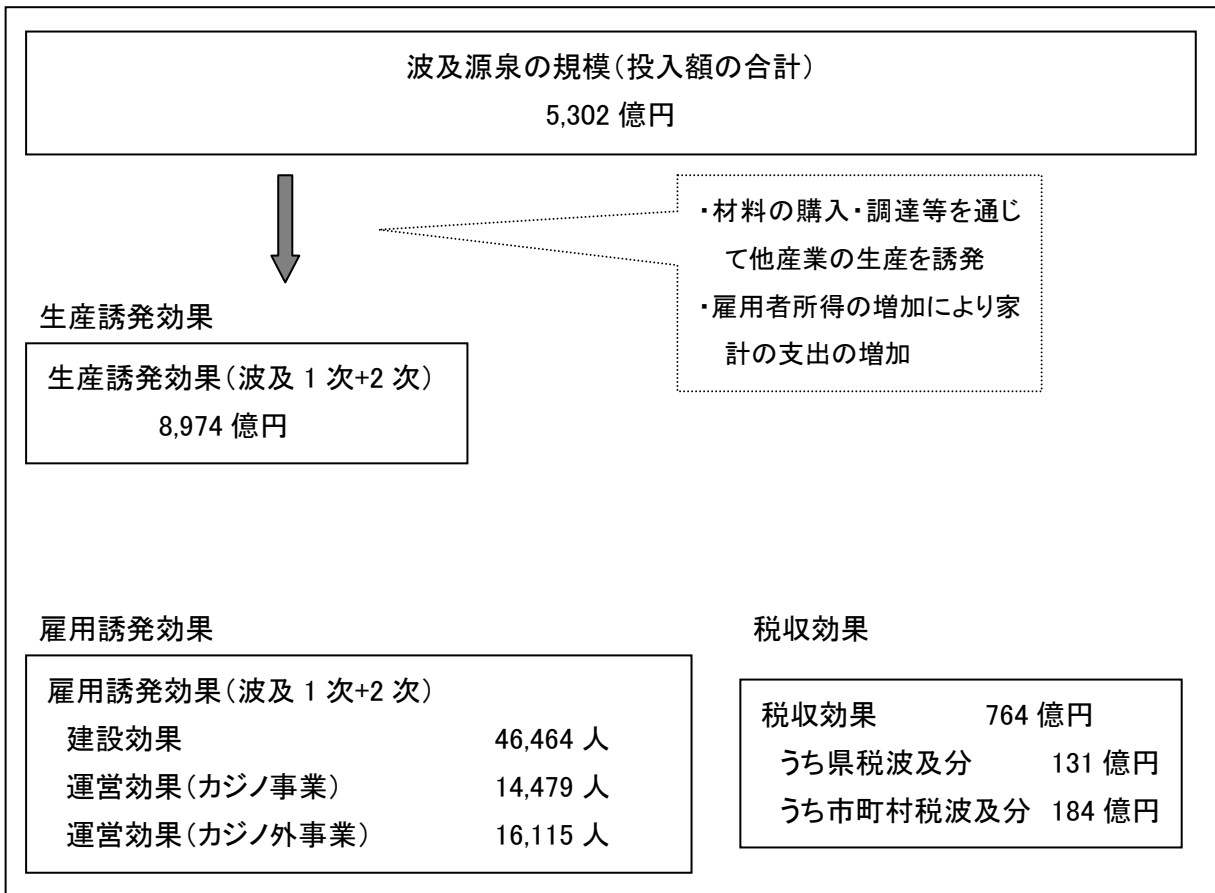 波及源泉の規模（投入額の合計）
5,302 億円
・材料の購入・調達等を通じ
て他産業の生産を誘発
・雇用者所得の増加により家
計の支出の増加
生産誘発効果
生産誘発効果（波及 1 次+2 次）
8,974 億円
雇用誘発効果
雇用誘発効果（波及 1 次+2 次）
建設効果 46,464 人
運営効果（カジノ事業） 14,479 人
運営効果（カジノ外事業） 16,115 人
税収効果
税収効果 764 億円
うち県税波及分 131 億円
うち市町村税波及分 184 億円